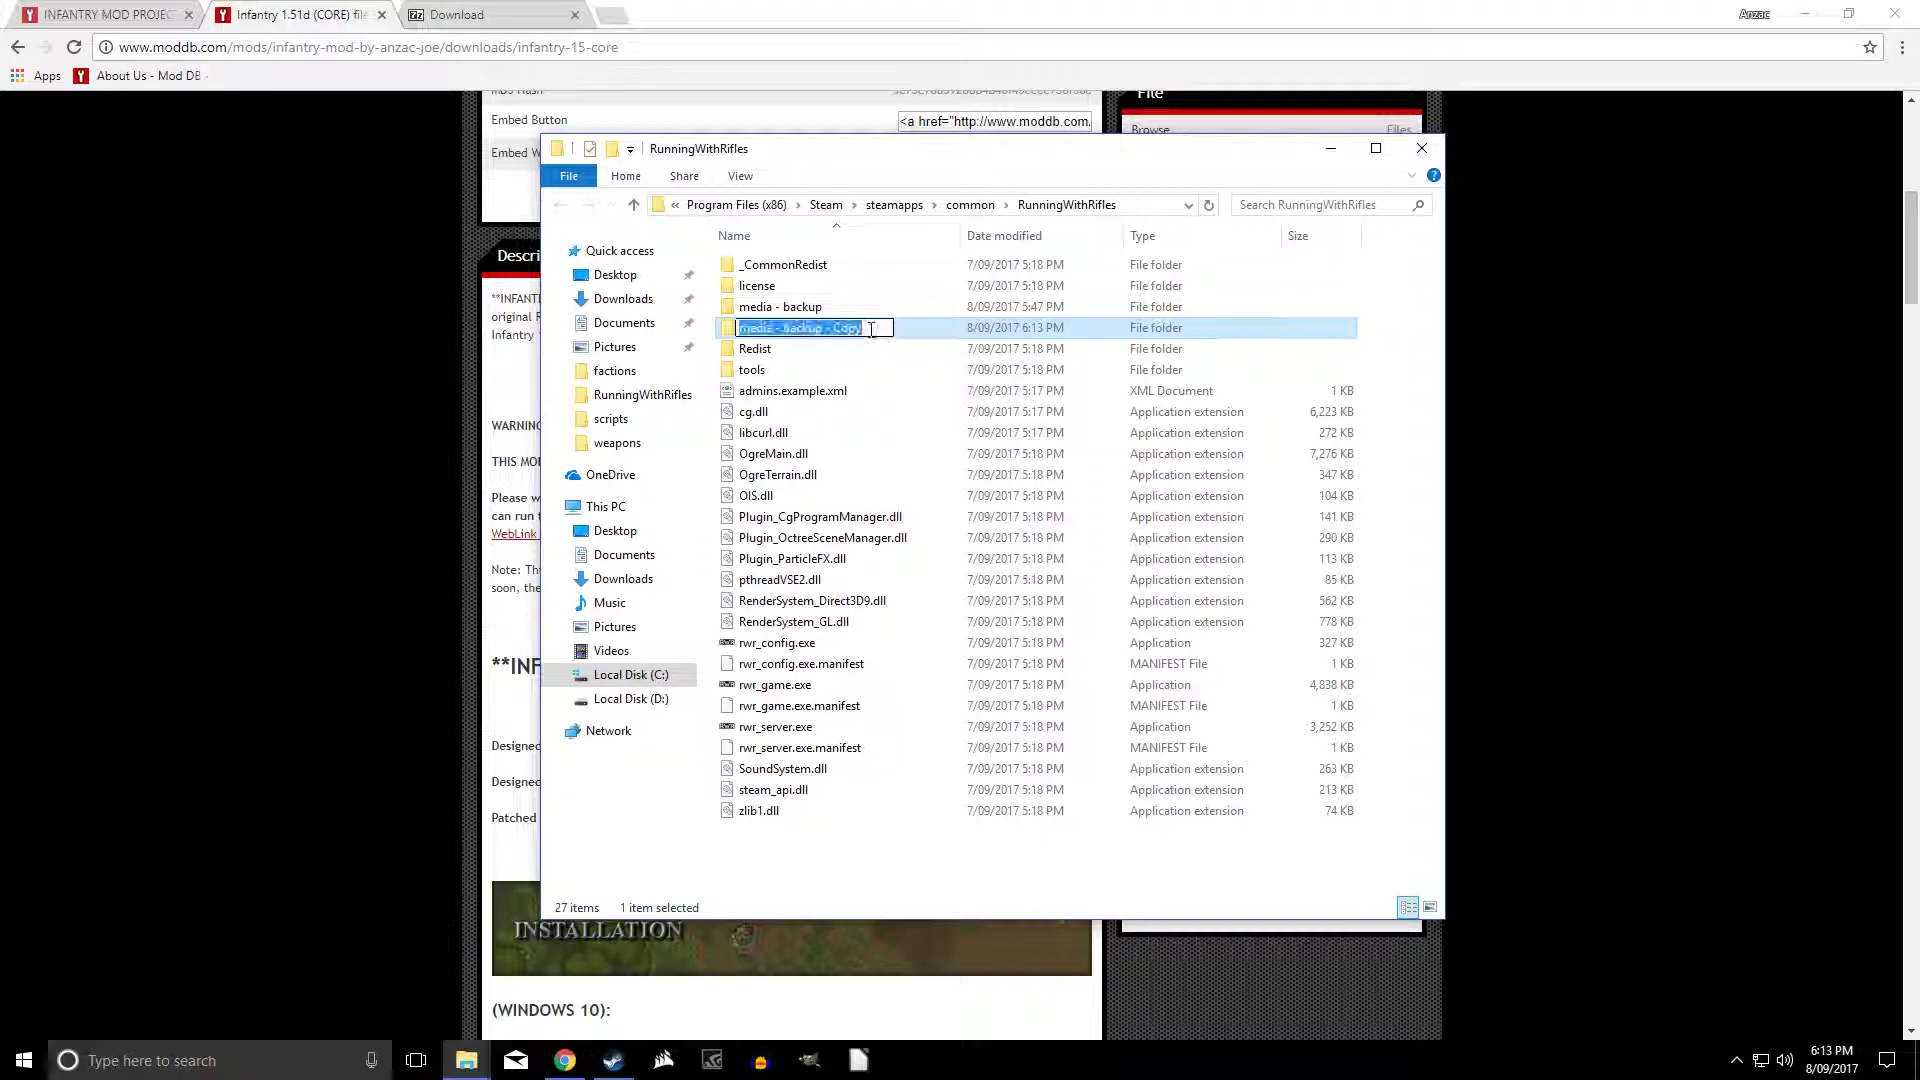 INFANTRY MOD PROJEC
Infantry 1.51d (CORE) file
Download
Anzac
www.moddb.com/mods/infantry-mod-by-anzac-joe/downloads/infantry-15-core
Apps
About Us - Mod DB
Embed Button
<a href="http://www.moddb.com,
File
Browse
Files
Embed W
Descri
**INFANT
original R
Infantry
WARNING
THIS MO
Please w
can run t
WebLink
Note: Th
soon, the
**INF
Designed
Designed
Patched
INSTALLATION
(WINDOWS 10):
RunningWithRifles
File
Home
Share
View
« Program Files (x86) › Steam › steamapps › common › RunningWithRifles
Search RunningWithRifles
Quick access
Desktop
Downloads
Documents
Pictures
factions
RunningWithRifles
scripts
weapons
OneDrive
This PC
Desktop
Documents
Downloads
Music
Pictures
Videos
Local Disk (C:)
Local Disk (D:)
Network
Name Date modified Type Size
_CommonRedist 7/09/2017 5:18 PM File folder
license 7/09/2017 5:18 PM File folder
media - backup 8/09/2017 5:47 PM File folder
media - backup - Copy 8/09/2017 6:13 PM File folder
Redist 7/09/2017 5:18 PM File folder
tools 7/09/2017 5:18 PM File folder
admins.example.xml 7/09/2017 5:17 PM XML Document 1 KB
cg.dll 7/09/2017 5:17 PM Application extension 6,223 KB
libcurl.dll 7/09/2017 5:17 PM Application extension 272 KB
OgreMain.dll 7/09/2017 5:18 PM Application extension 7,276 KB
OgreTerrain.dll 7/09/2017 5:18 PM Application extension 347 KB
OIS.dll 7/09/2017 5:18 PM Application extension 104 KB
Plugin_CgProgramManager.dll 7/09/2017 5:18 PM Application extension 141 KB
Plugin_OctreeSceneManager.dll 7/09/2017 5:18 PM Application extension 290 KB
Plugin_ParticleFX.dll 7/09/2017 5:18 PM Application extension 113 KB
pthreadVSE2.dll 7/09/2017 5:18 PM Application extension 85 KB
RenderSystem_Direct3D9.dll 7/09/2017 5:18 PM Application extension 562 KB
RenderSystem_GL.dll 7/09/2017 5:18 PM Application extension 778 KB
rwr_config.exe 7/09/2017 5:18 PM Application 327 KB
rwr_config.exe.manifest 7/09/2017 5:18 PM MANIFEST File 1 KB
rwr_game.exe 7/09/2017 5:18 PM Application 4,838 KB
rwr_game.exe.manifest 7/09/2017 5:18 PM MANIFEST File 1 KB
rwr_server.exe 7/09/2017 5:18 PM Application 3,252 KB
rwr_server.exe.manifest 7/09/2017 5:18 PM MANIFEST File 1 KB
SoundSystem.dll 7/09/2017 5:18 PM Application extension 263 KB
steam_api.dll 7/09/2017 5:18 PM Application extension 213 KB
zlib1.dll 7/09/2017 5:18 PM Application extension 74 KB
27 items 1 item selected
Type here to search
6:13 PM
8/09/2017